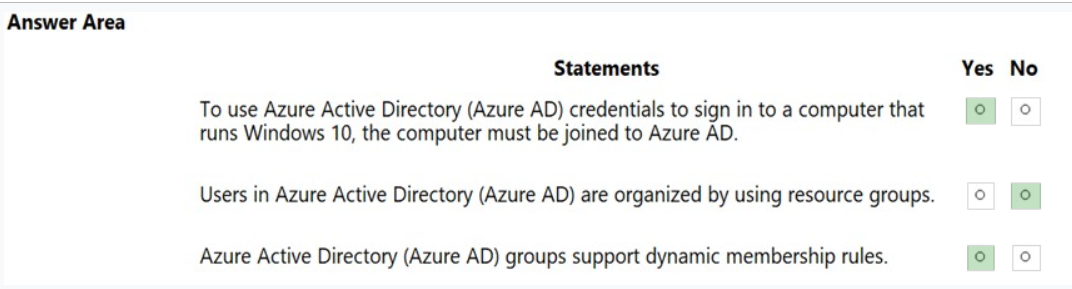 Answer Area
Statements Yes No
To use Azure Active Directory (Azure AD) credentials to sign in to a computer that
runs Windows 10, the computer must be joined to Azure AD.
Users in Azure Active Directory (Azure AD) are organized by using resource groups.
Azure Active Directory (Azure AD) groups support dynamic membership rules.